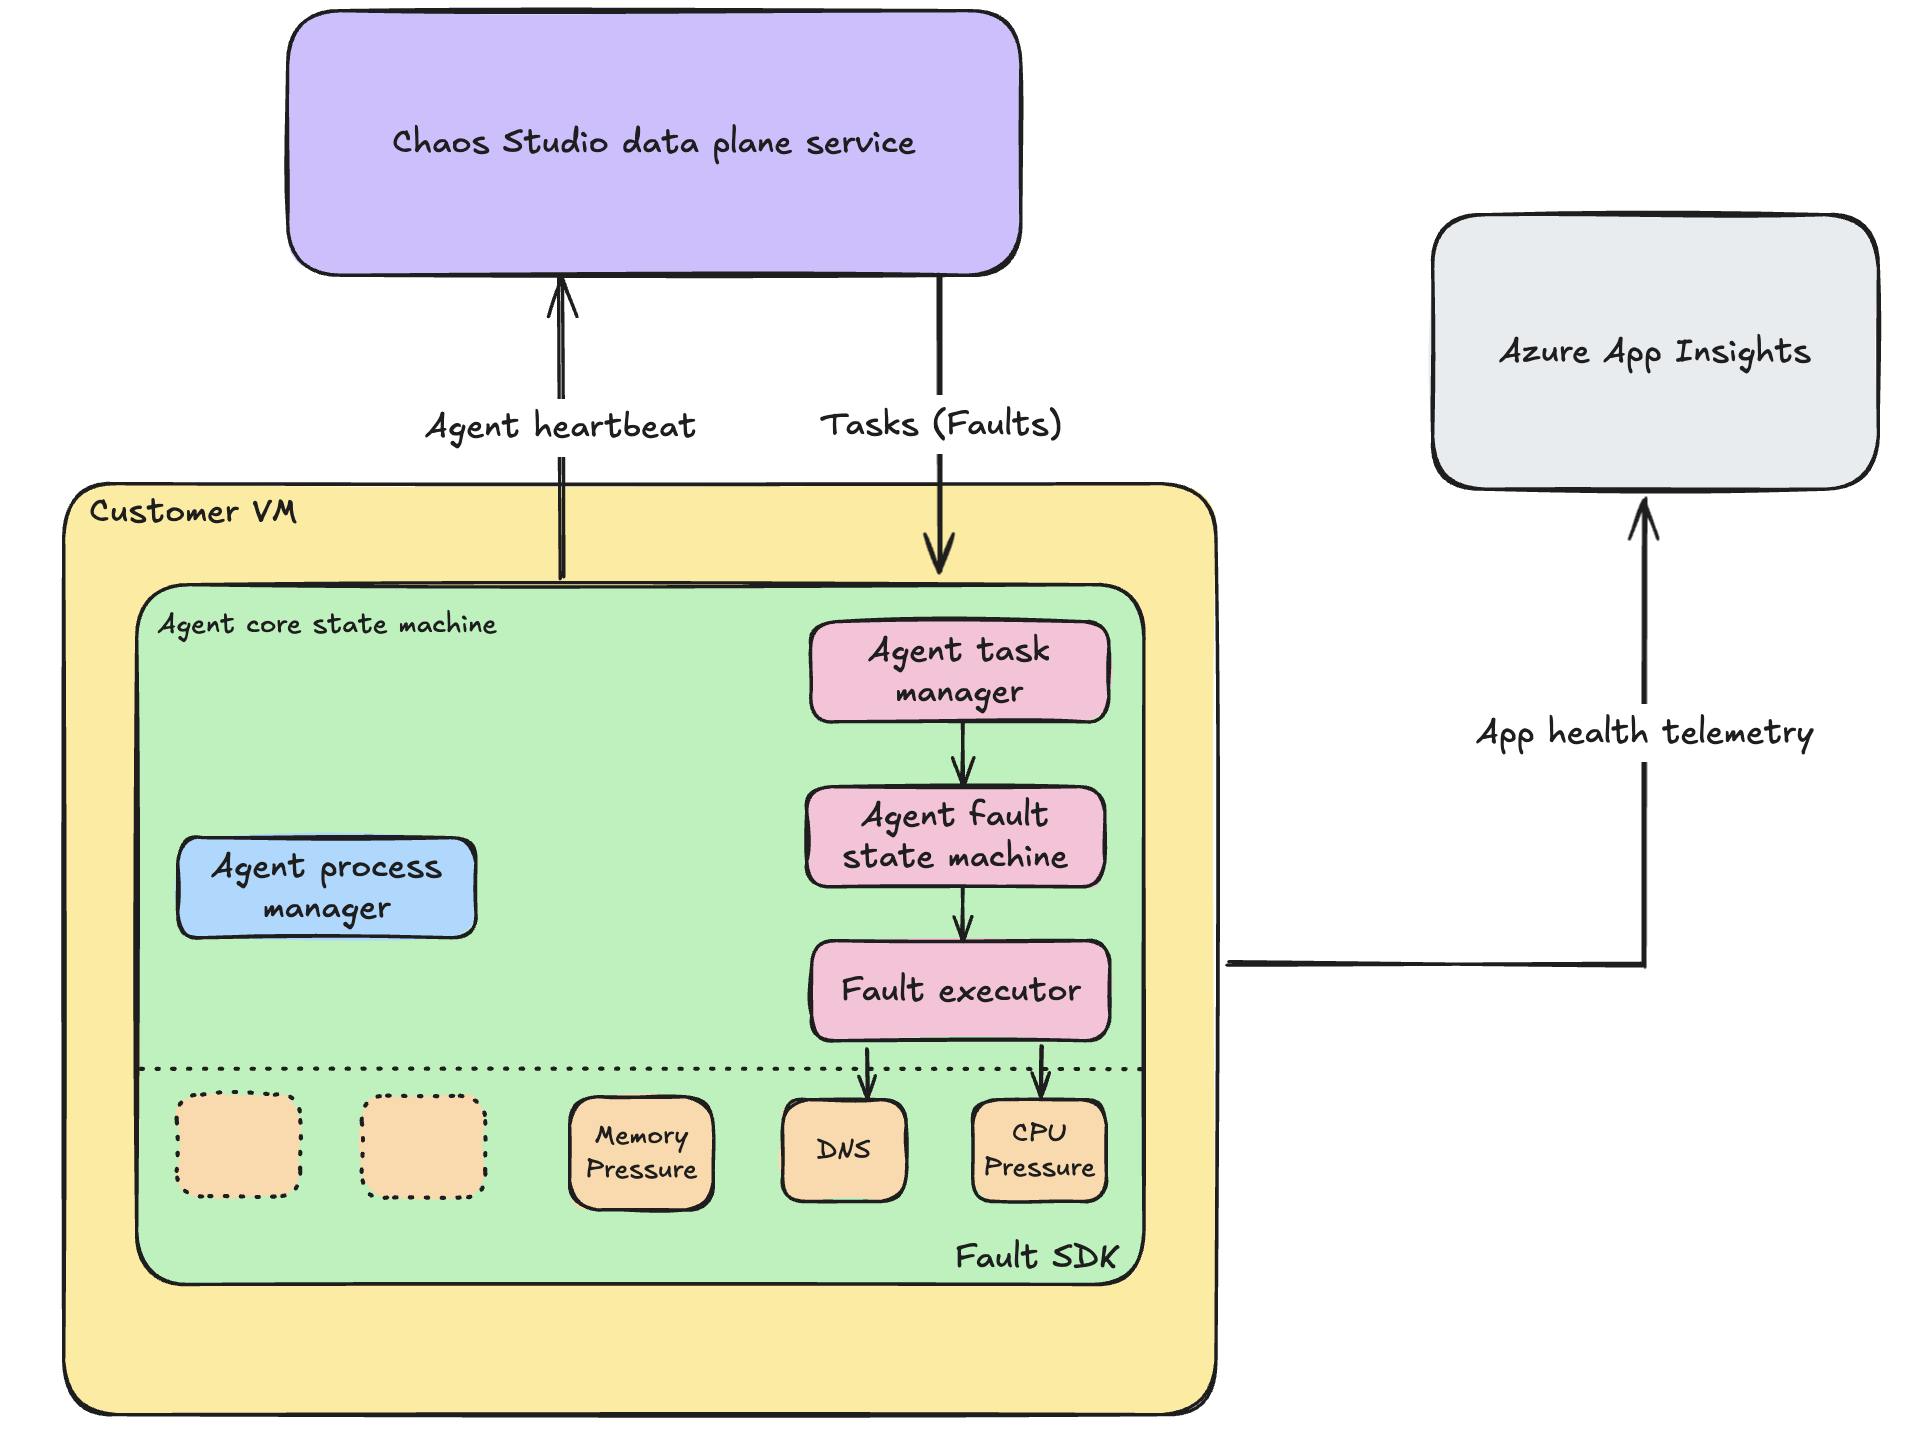 Chaos Studio data plane service
Azure App Insights
Agent heartbeat
Tasks (Faults)
Customer VM
Agent core state machine
Agent task
manager
App health telemetry
Agent fault
state machine
Agent process
manager
Fault executor
Memory
Pressure
DNS
CPU
Pressure
Fault SDK